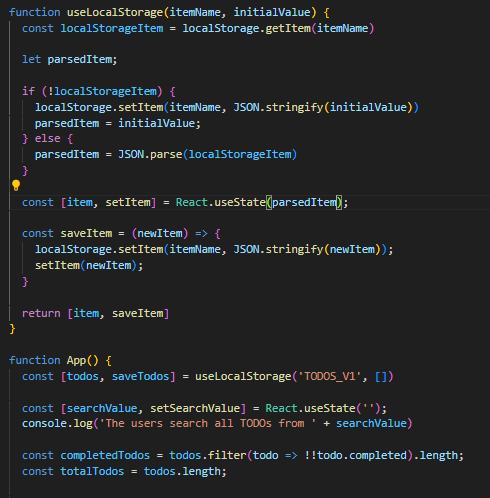 function useLocalStorage(itemName, initialValue) {
const localStorageItem = localStorage.getItem(itemName)
let parsedItem;
if (!localStorageItem) {
localStorage.setItem(itemName, JSON.stringify(initialValue))
parsedItem = initialValue;
} else {
parsedItem = JSON.parse(localStorageItem)
}
const [item, setItem] = React.useState(parsedItem);
const saveItem = (newItem) => {
localStorage.setItem(itemName, JSON.stringify(newItem));
setItem(newItem);
}
return [item, saveItem]
}
function App() {
const [todos, saveTodos] = useLocalStorage('TODOS_V1', [])
const [searchValue, setSearchValue] = React.useState('');
console.log('The users search all TODOs from ' + searchValue)
const completedTodos = todos.filter(todo => !!todo.completed).length;
const totalTodos = todos.length;